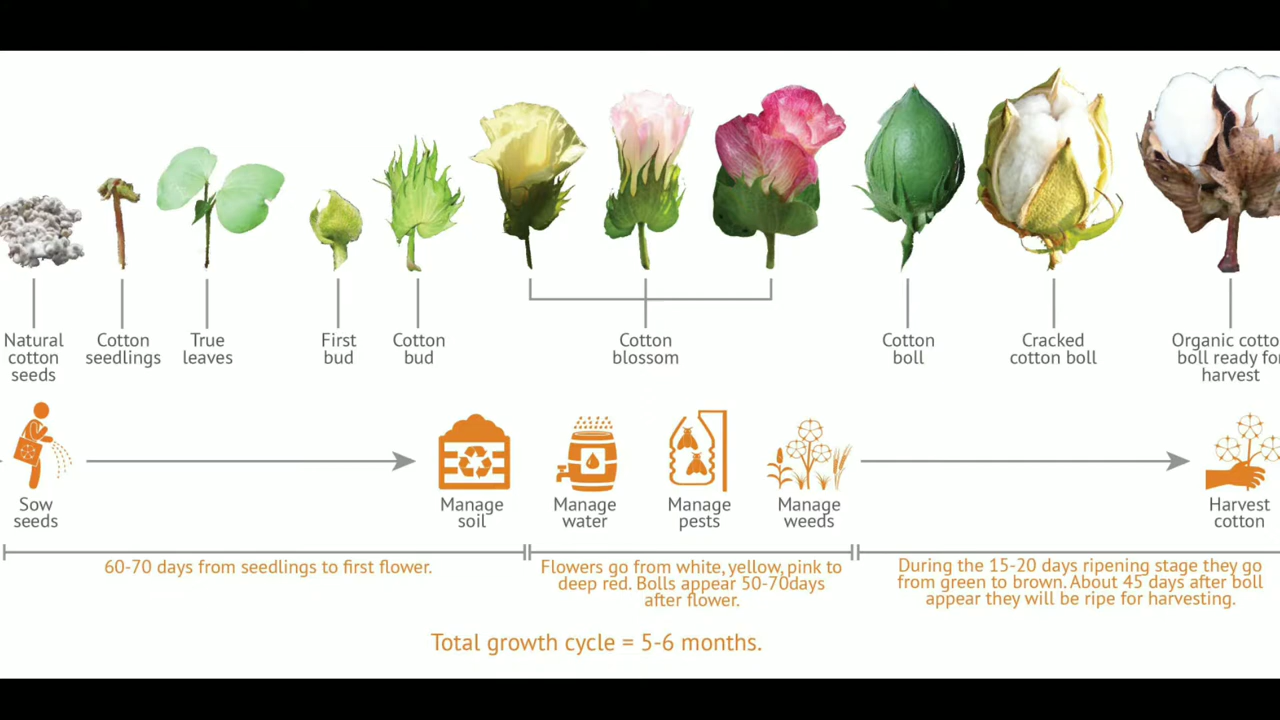 Natural
cotton
seeds
Cotton
seedlings
True
leaves
First
bud
Cotton
bud
Cotton
blossom
Cotton
boll
Cracked
cotton boll
Organic cotto
boll ready for
harvest
Sow
seeds
Manage
soil
Manage
water
Manage
pests
Manage
weeds
Harvest
cotton
60-70 days from seedlings to first flower.
Flowers go from white, yellow, pink to
deep red. Bolls appear 50-70days
after flower.
During the 15-20 days ripening stage they go
from green to brown. About 45 days after boll
appear they will be ripe for harvesting.
Total growth cycle = 5-6 months.